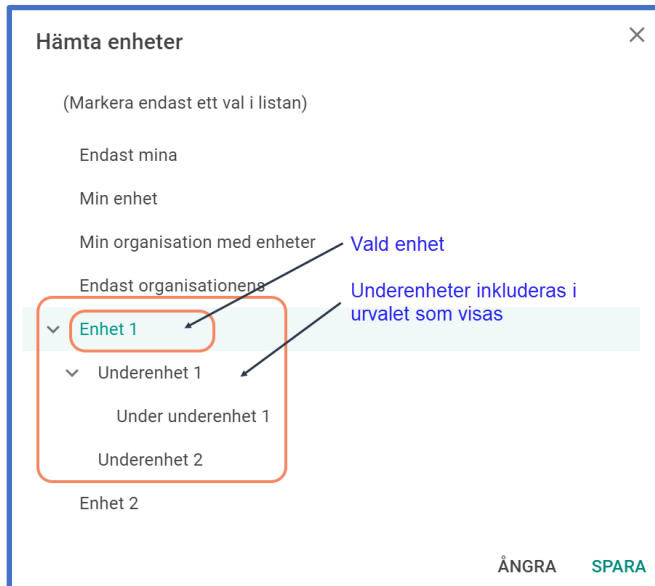 Hämta enheter
(Markera endast ett val i listan)
Endast mina
Min enhet
Min organisation med enheter
Vald enhet
Endast organisationens
Underenheter inkluderas i
urvalet som visas
Enhet 1
Underenhet 1
Under underenhet 1
Underenhet 2
Enhet 2
ÅNGRA SPARA